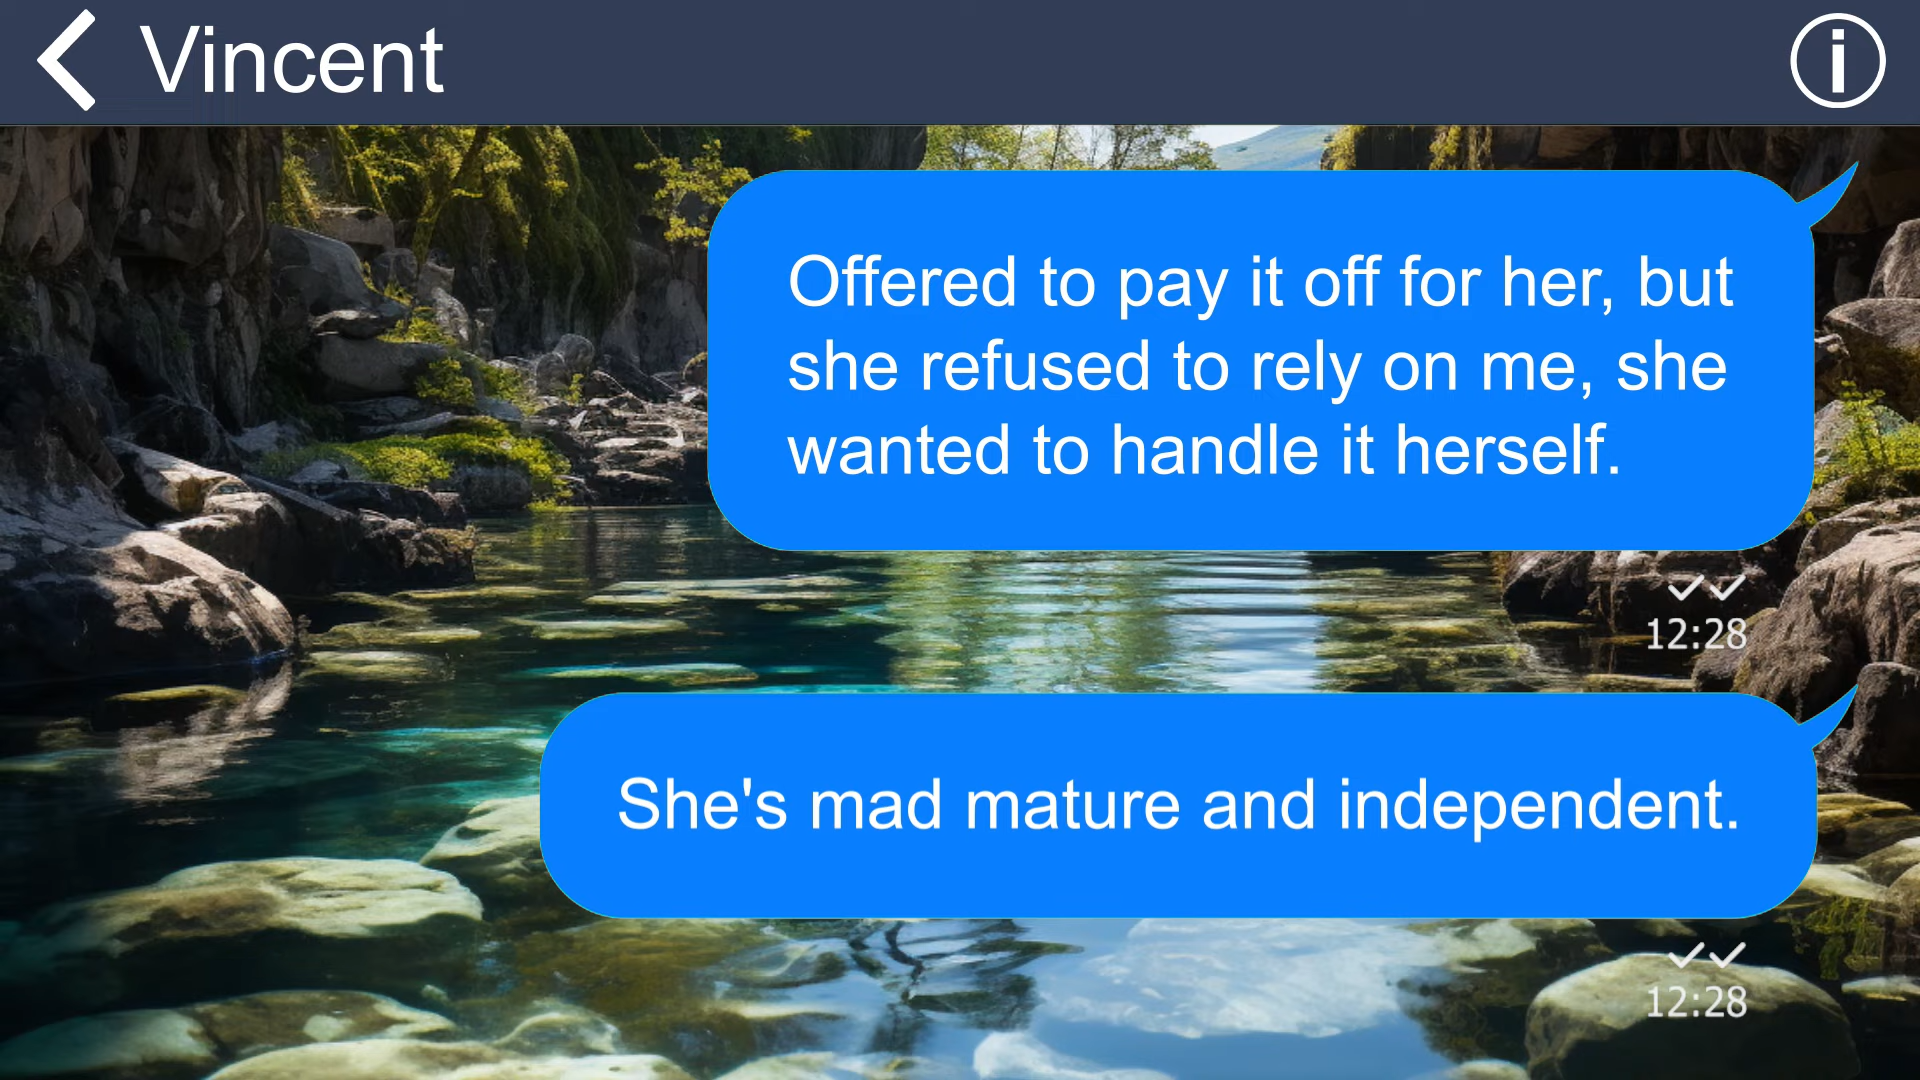 Vincent
Offered to pay it off for her, but
she refused to rely on me, she
wanted to handle it herself.
12:28
She's mad mature and independent.
12:28